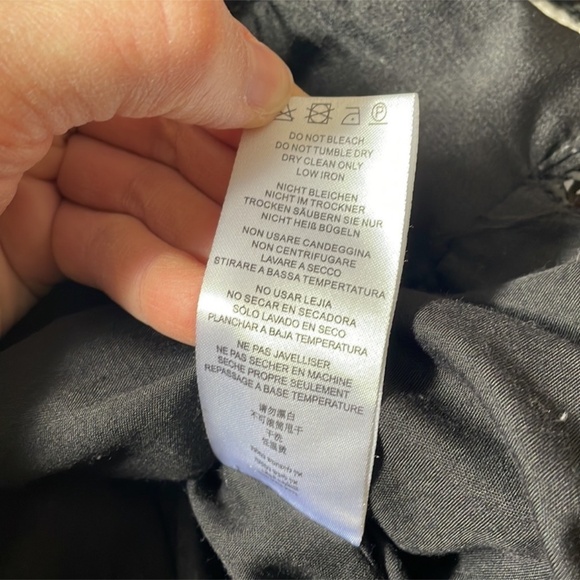 P
DO NOT BLEACH
DO NOT TUMBLE DRY
DRY CLEAN ONLY
LOW IRON
NICHT BLEICHEN
NICHT IM TROCKNER
TROCKEN SÄUBERN SIE NUR
NICHT HEIß BÜGELN
NON USARE CANDEGGINA
NON CENTRIFUGARE
LAVARE A SECCO
STIRARE A BASSA TEMPERTATURA
NO USAR LEJIA
NO SECAR EN SECADORA
SÓLO LAVADO EN SECO
PLANCHAR A BAJA TEMPERATURA
NE PAS JAVELLISER
NE PAS SECHER EN MACHINE
SECHE PROPRE SEULEMENT
REPASSAGE A BASE TEMPERATURE
请勿漂白
不可滚筒甩干
干洗
低温烫